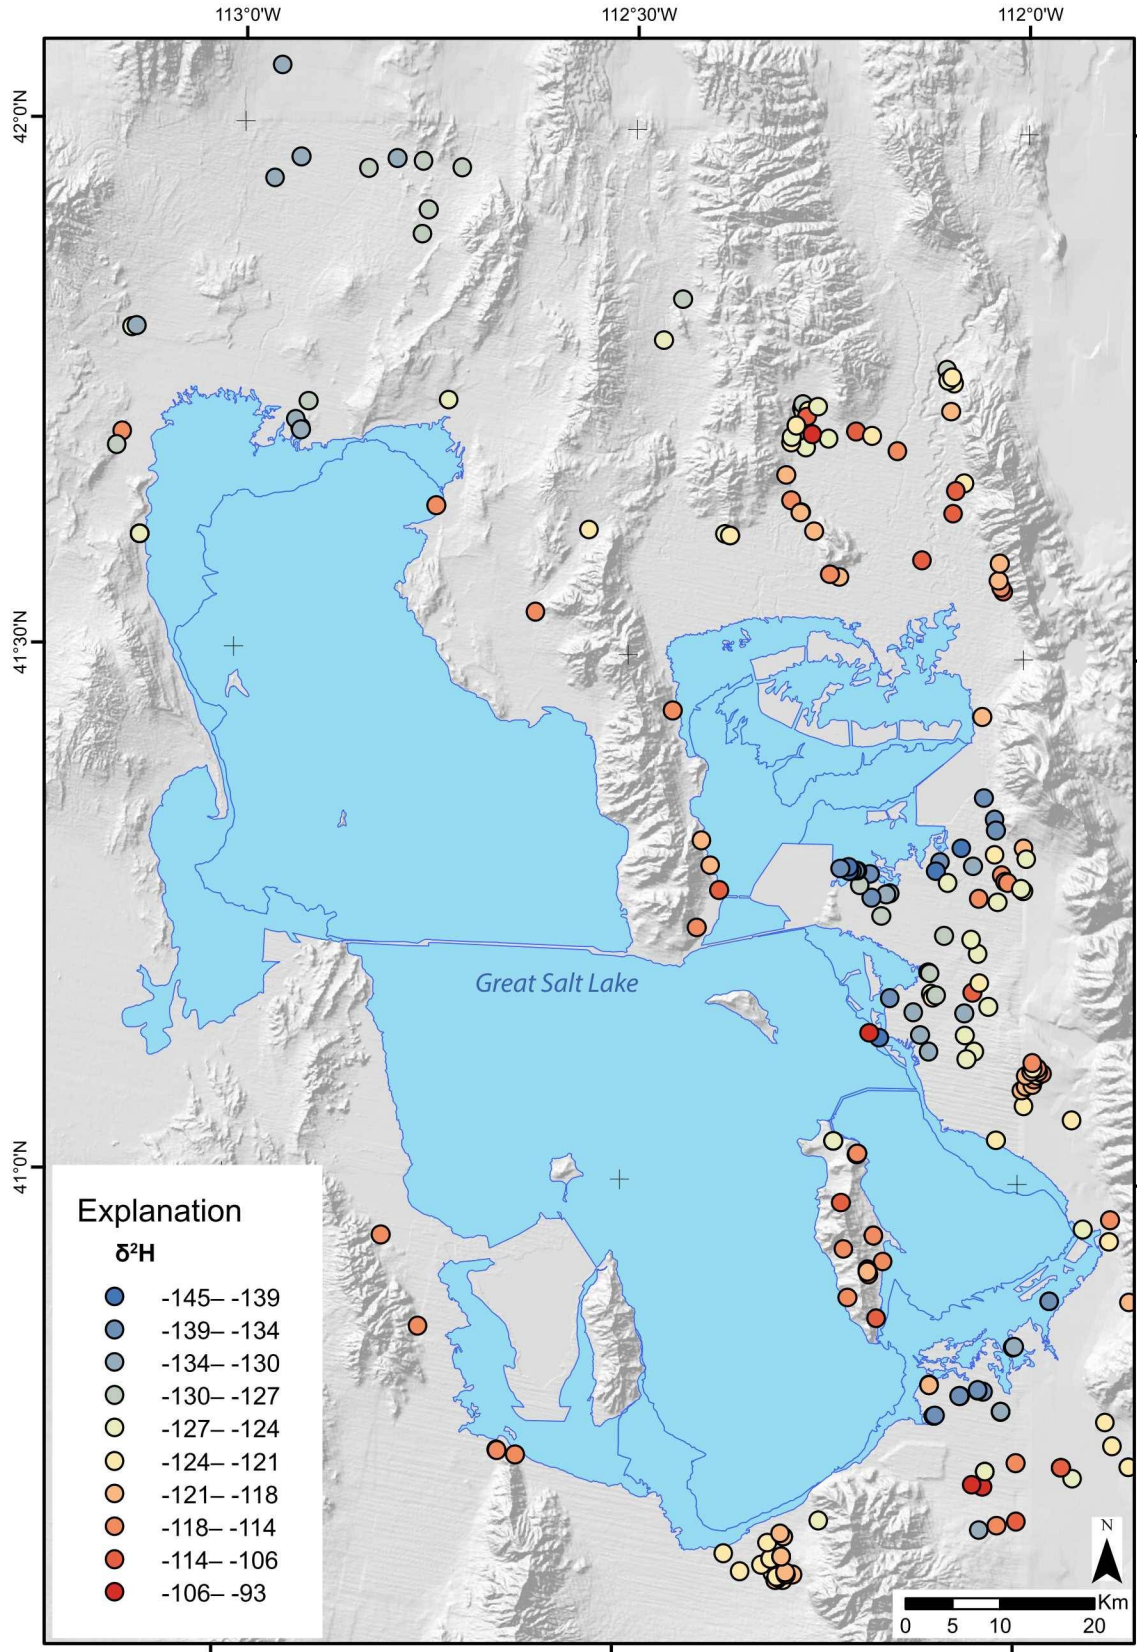 113°0'W 112°30'W 112°0'W
42°0'N
41°30'N
Great Salt Lake
41°0'N
Explanation
δ²H
-145– -139
-139– -134
-134– -130
-130– -127
-127– -124
-124– -121
-121– -118
-118– -114
-114– -106
-106– -93
N
Km
0 5 10 20